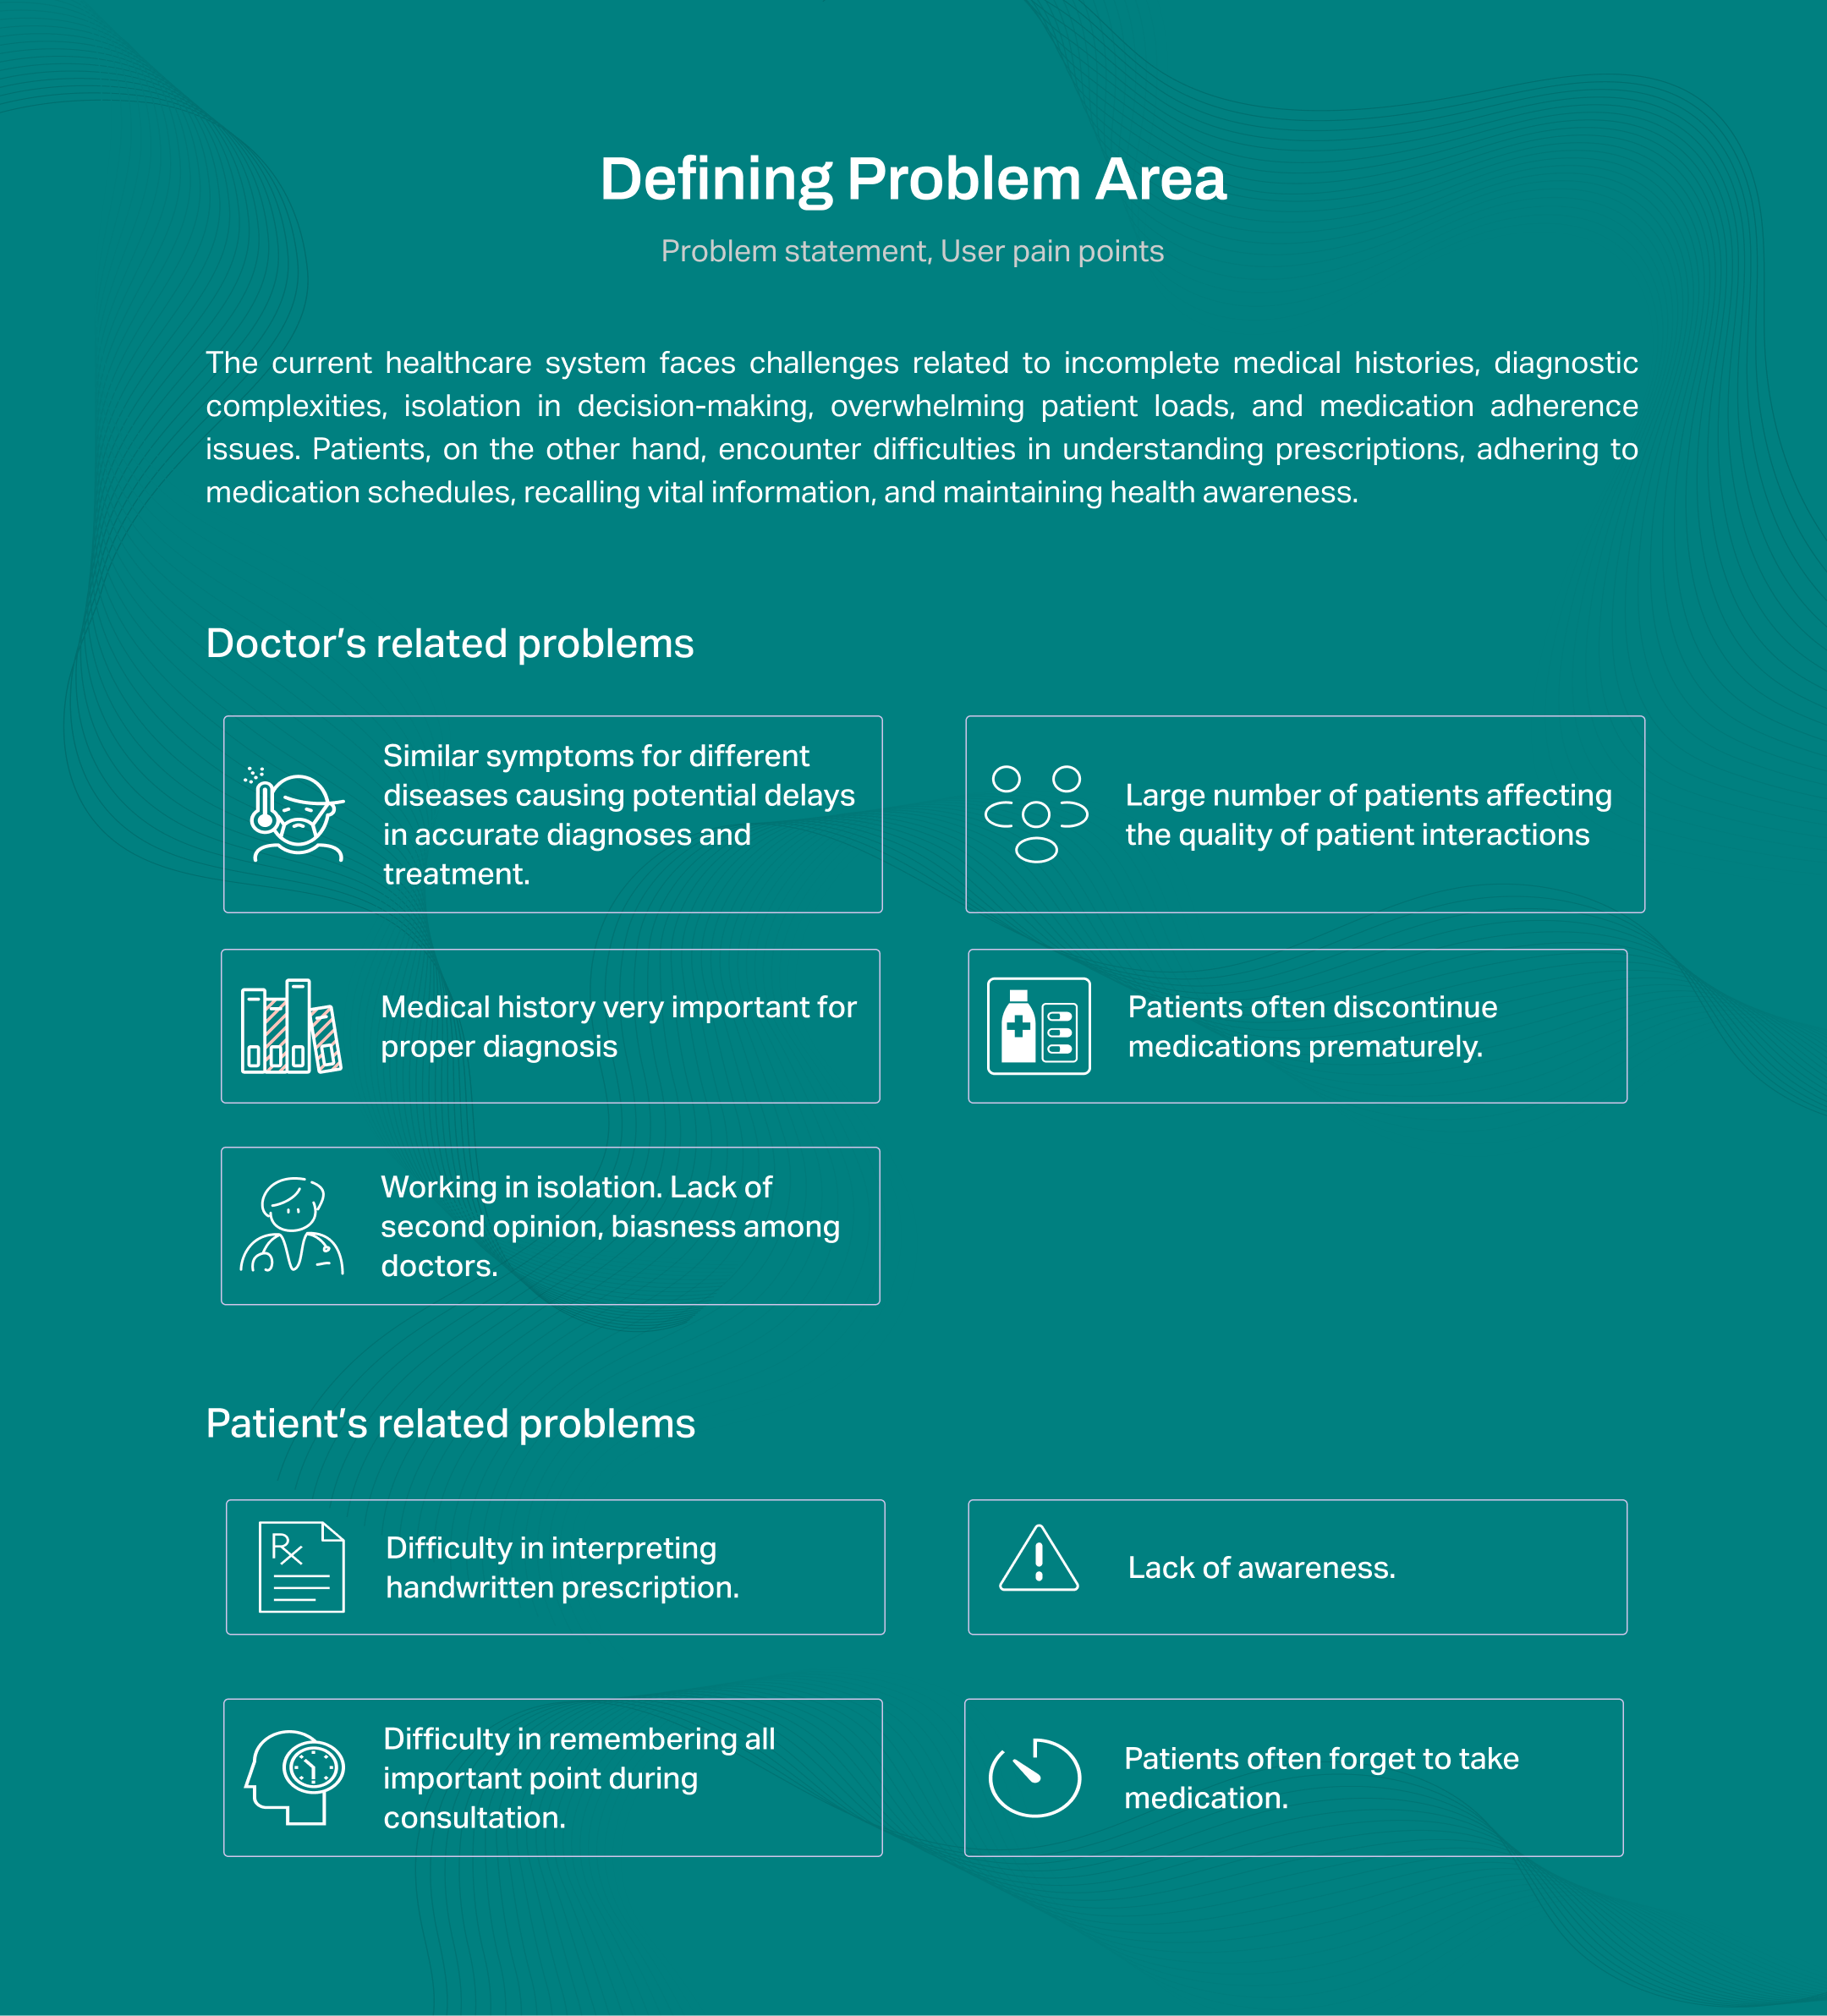 Defining Problem Area
Problem statement, User pain points
The current healthcare system faces challenges related to incomplete medical histories, diagnostic
complexities, isolation in decision-making, overwhelming patient loads, and medication adherence
issues. Patients, on the other hand, encounter difficulties in understanding prescriptions, adhering to
medication schedules, recalling vital information, and maintaining health awareness.
Doctor’s related problems
Similar symptoms for different
diseases causing potential delays
in accurate diagnoses and
treatment.
Large number of patients affecting
the quality of patient interactions
Medical history very important for
proper diagnosis
Patients often discontinue
medications prematurely.
Working in isolation. Lack of
second opinion, biasness among
doctors.
Patient’s related problems
Rx
Difficulty in interpreting
handwritten prescription.
Lack of awareness.
Difficulty in remembering all
important point during
consultation.
Patients often forget to take
medication.